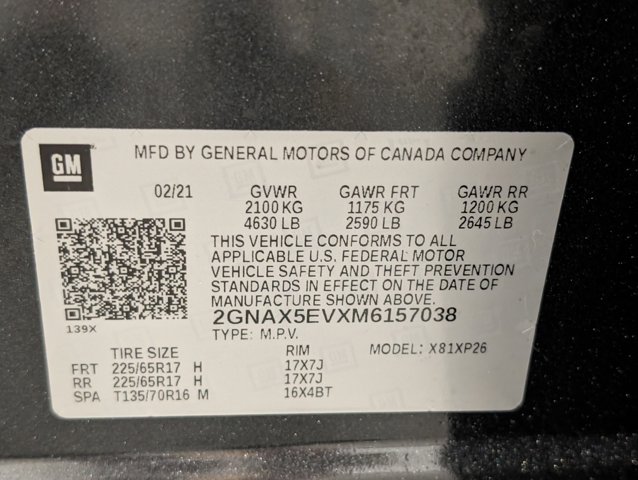 GM
MFD BY GENERAL MOTORS OF CANADA COMPANY
02/21 GVWR GAWR FRT GAWR RR
2100 KG 1175 KG 1200 KG
4630 LB 2590 LB 2645 LB
THIS VEHICLE CONFORMS TO ALL
APPLICABLE U.S. FEDERAL MOTOR
VEHICLE SAFETY AND THEFT PREVENTION
STANDARDS IN EFFECT ON THE DATE OF
MANUFACTURE SHOWN ABOVE.
139X
2GNAX5EVXM6157038
TYPE: M.P.V. MODEL: X81XP26
TIRE SIZE RIM
FRT 225/65R17 H 17X7J
RR 225/65R17 H 17X7J
SPA T135/70R16 M 16X4BT